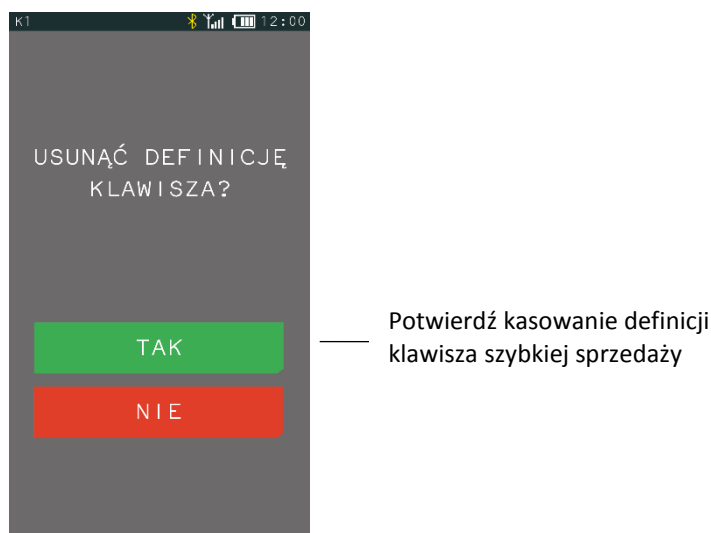 K1 12:00
USUNĄĆ DEFINICJĘ
KLAWISZA?
TAK
NIE
Potwierdź kasowanie definicji
klawisza szybkiej sprzedaży